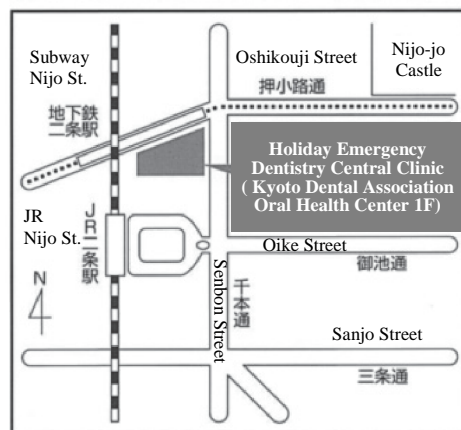 Subway
Nijo St.
Oshikouji Street
Nijo-jo
Castle
押小路通
地下鉄
二条駅
Holiday Emergency
Dentistry Central Clinic
( Kyoto Dental Association
Oral Health Center 1F)
JR
Nijo St.
JR二条駅
Oike Street
御池通
N
Senbon Street
千本通
Sanjo Street
三条通